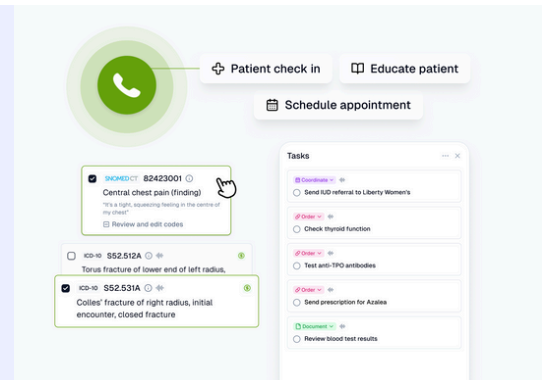 Patient check in
Educate patient
Schedule appointment
SNOMED CT 82423001
Central chest pain (finding)
"It's a tight, squeezing feeling in the centre of
my chest"
Review and edit codes
ICD-10 S52.512A
Torus fracture of lower end of left radius,
ICD-10 S52.531A
Colles' fracture of right radius, initial
encounter, closed fracture
Tasks
Coordinate
Send IUD referral to Liberty Women's
Order
Check thyroid function
Order
Test anti-TPO antibodies
Order
Send prescription for Azalea
Document
Review blood test results